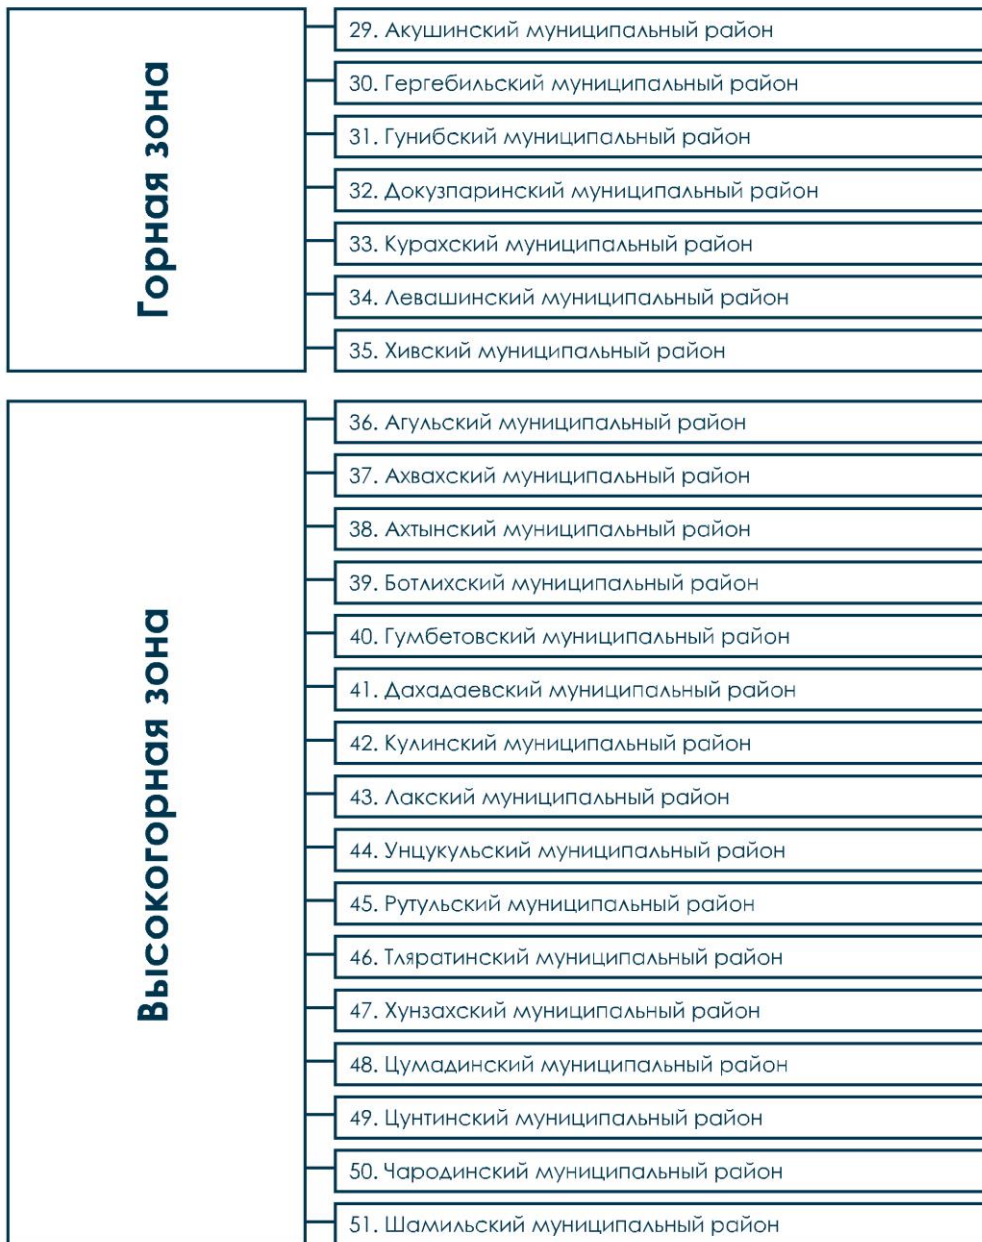 Горная зона
29. Акушинский муниципальный район
30. Гергебильский муниципальный район
31. Гунибский муниципальный район
32. Докузпаринский муниципальный район
33. Курахский муниципальный район
34. Левашинский муниципальный район
35. Хивский муниципальный район
Высокогорная зона
36. Агульский муниципальный район
37. Ахвахский муниципальный район
38. Ахтынский муниципальный район
39. Ботлихский муниципальный район
40. Гумбетовский муниципальный район
41. Дахадаевский муниципальный район
42. Кулинский муниципальный район
43. Лакский муниципальный район
44. Унцукульский муниципальный район
45. Рутульский муниципальный район
46. Тляратинский муниципальный район
47. Хунзахский муниципальный район
48. Цумадинский муниципальный район
49. Цунтинский муниципальный район
50. Чародинский муниципальный район
51. Шамильский муниципальный район